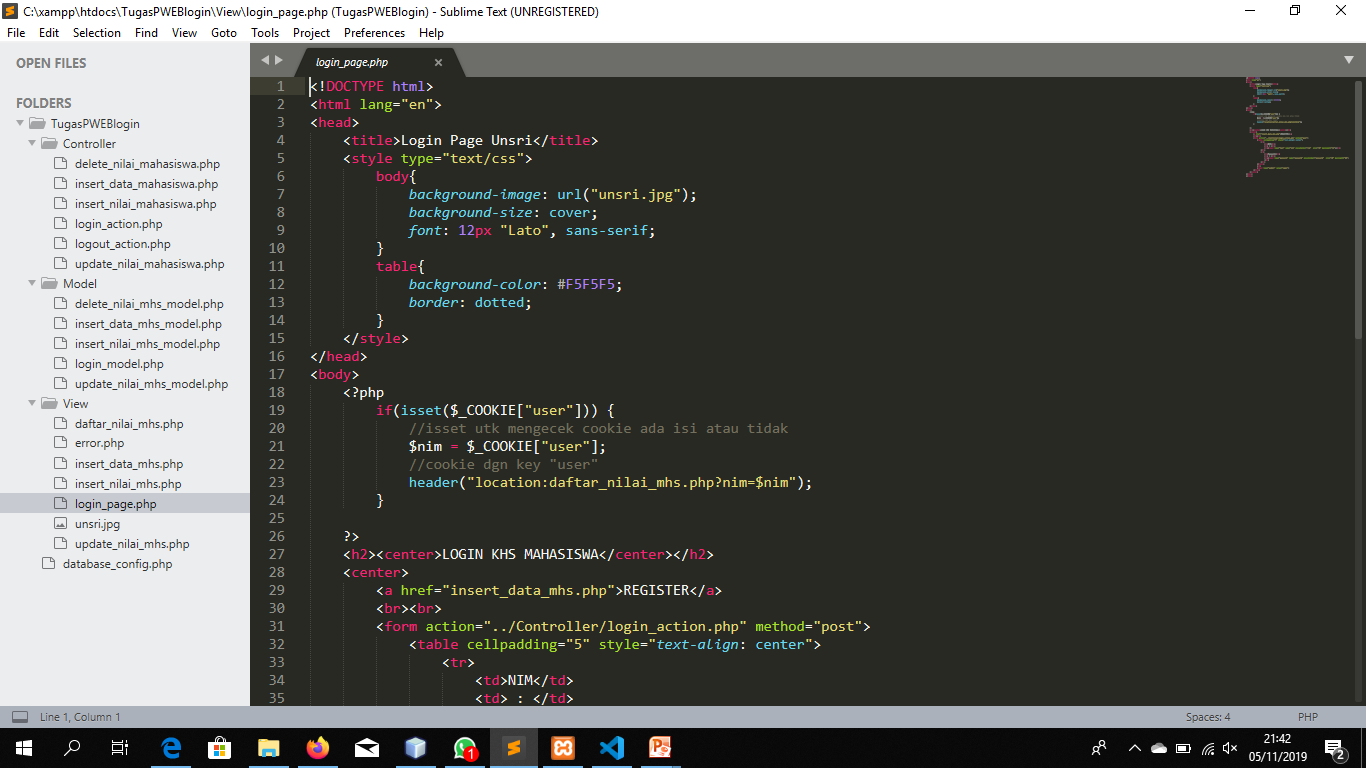 C:\xampp\htdocs\TugasPWEBlogin\View\login_page.php (TugasPWEBlogin) - Sublime Text (UNREGISTERED)
File Edit Selection Find View Goto Tools Project Preferences Help
OPEN FILES
FOLDERS
TugasPWEBlogin
Controller
delete_nilai_mahasiswa.php
insert_data_mahasiswa.php
insert_nilai_mahasiswa.php
login_action.php
logout_action.php
update_nilai_mahasiswa.php
Model
delete_nilai_mhs_model.php
insert_data_mhs_model.php
insert_nilai_mhs_model.php
login_model.php
update_nilai_mhs_model.php
View
daftar_nilai_mhs.php
error.php
insert_data_mhs.php
insert_nilai_mhs.php
login_page.php
unsri.jpg
update_nilai_mhs.php
database_config.php
login_page.php
1 <!DOCTYPE html>
2 <html lang="en">
3 <head>
4 <title>Login Page Unsri</title>
5 <style type="text/css">
6 body{
7 background-image: url("unsri.jpg");
8 background-size: cover;
9 font: 12px "Lato", sans-serif;
10 }
11 table{
12 background-color: #F5F5F5;
13 border: dotted;
14 }
15 </style>
16 </head>
17 <body>
18 <?php
19 if(isset($_COOKIE["user"])) {
20 //isset utk mengecek cookie ada isi atau tidak
21 $nim = $_COOKIE["user"];
22 //cookie dgn key "user"
23 header("location:daftar_nilai_mhs.php?nim=$nim");
24 }
25
26 ?>
27 <h2><center>LOGIN KHS MAHASISWA</center></h2>
28 <center>
29 <a href="insert_data_mhs.php">REGISTER</a>
30 <br><br>
31 <form action="../Controller/login_action.php" method="post">
32 <table cellpadding="5" style="text-align: center">
33 <tr>
34 <td>NIM</td>
35 <td> : </td>
Line 1, Column 1
Spaces: 4
PHP
1
21:42
05/11/2019
2